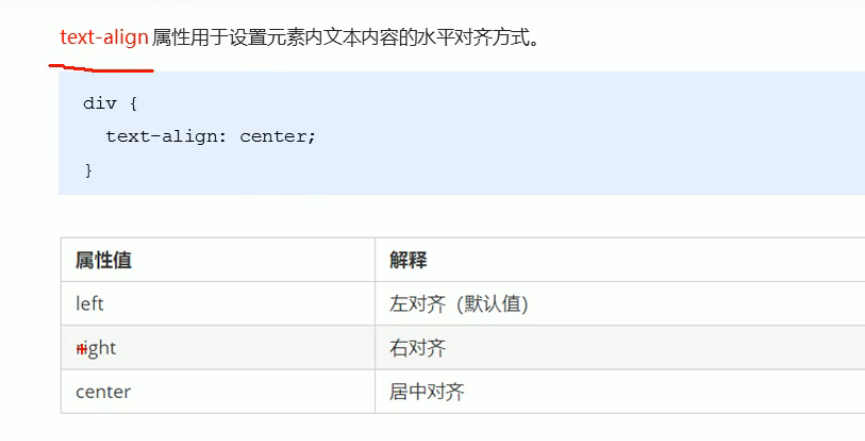 text-align 属性用于设置元素内文本内容的水平对齐方式。
div {
text-align: center;
}
属性值 解释
left 左对齐（默认值）
right 右对齐
center 居中对齐